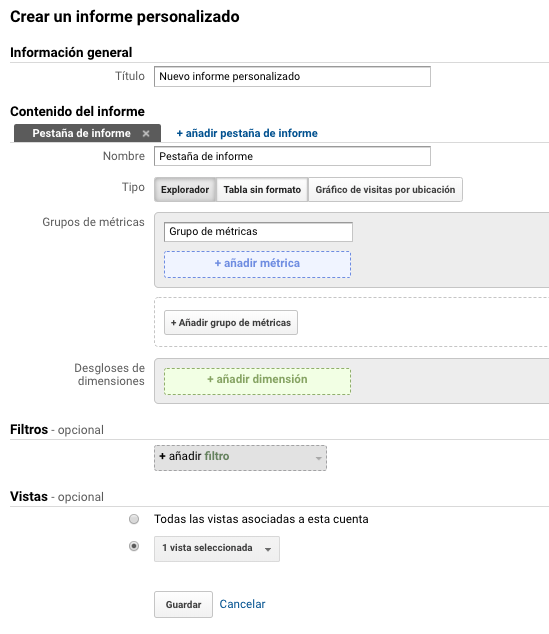 Crear un informe personalizado
Información general
Título Nuevo informe personalizado
Contenido del informe
Pestaña de informe × + añadir pestaña de informe
Nombre Pestaña de informe
Tipo Explorador Tabla sin formato Gráfico de visitas por ubicación
Grupos de métricas
Grupo de métricas
+ añadir métrica
+ Añadir grupo de métricas
Desgloses de
dimensiones
+ añadir dimensión
Filtros - opcional
+ añadir filtro
Vistas - opcional
Todas las vistas asociadas a esta cuenta
1 vista seleccionada
Guardar Cancelar